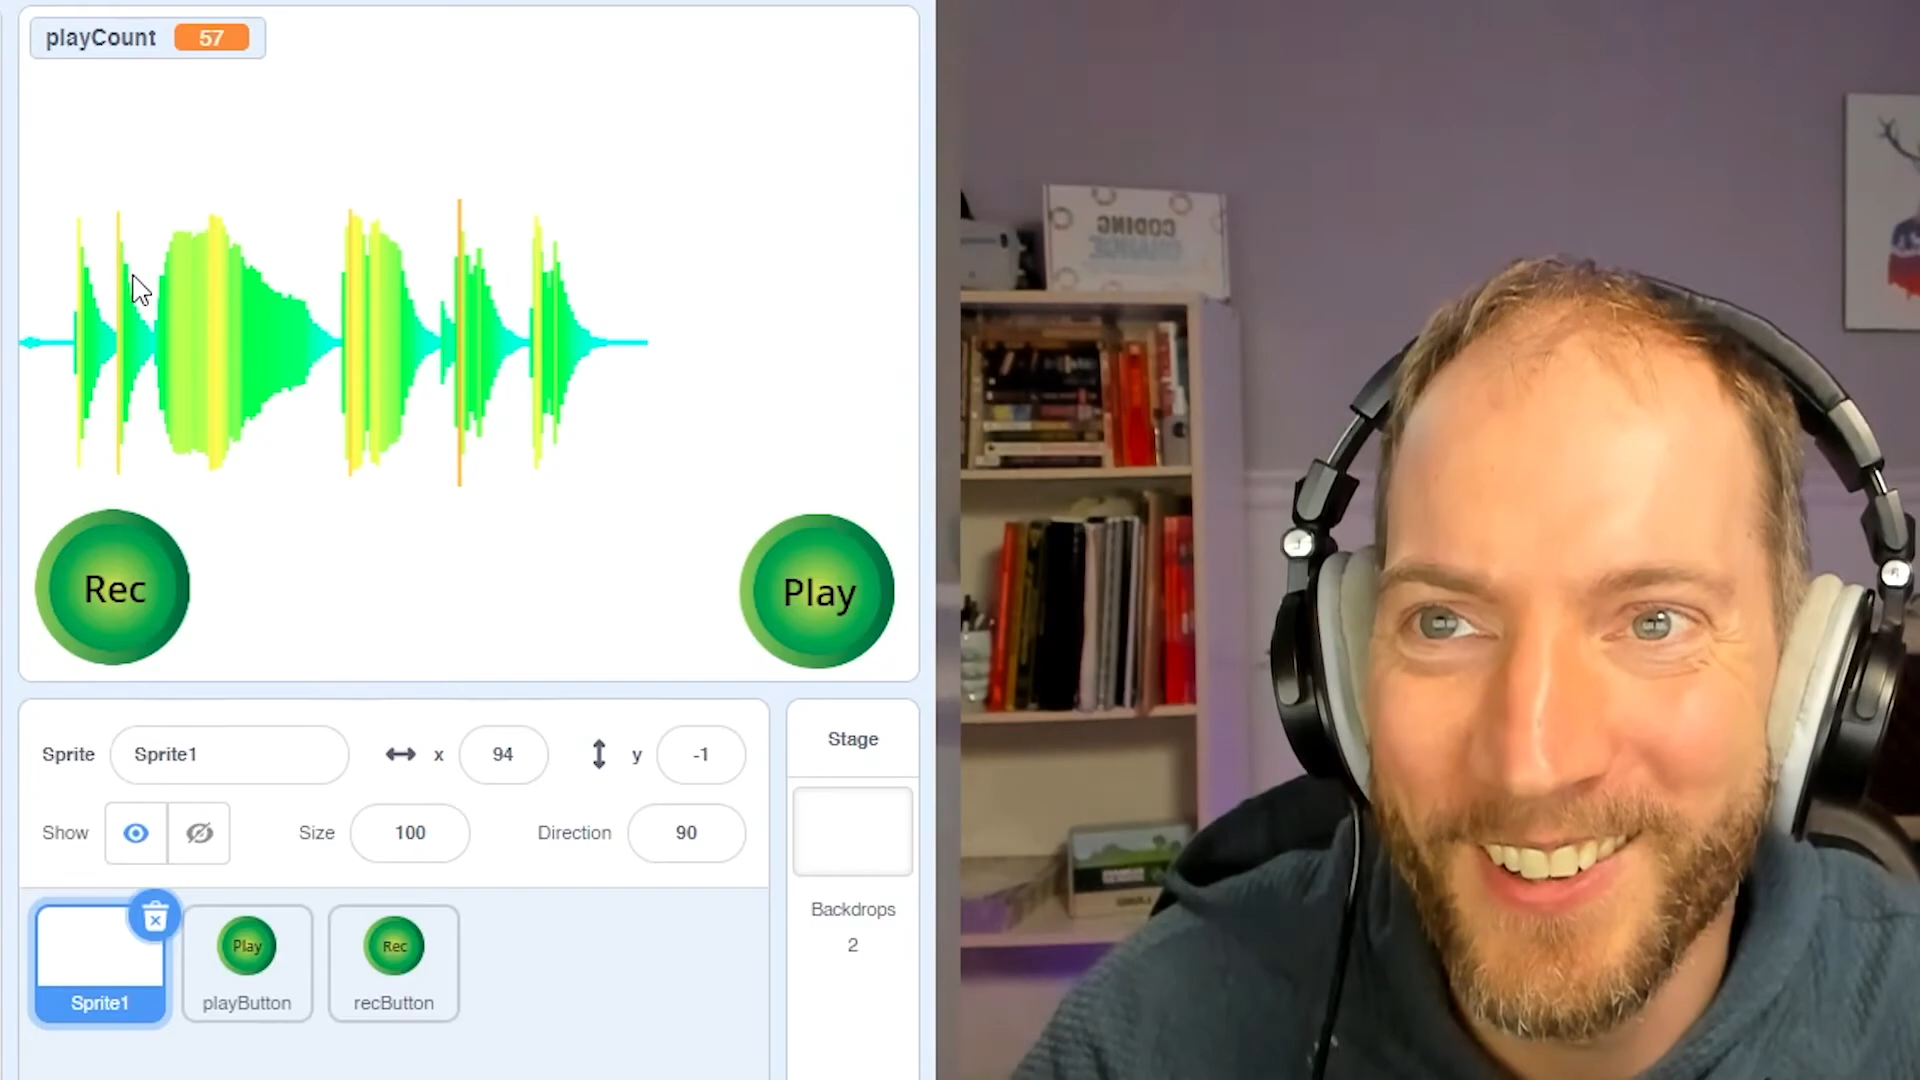 playCount 57
Rec
Play
Sprite Sprite1 x 94 y -1
Show Size 100 Direction 90
Stage
Backdrops
2
Play
Rec
Sprite1
playButton
recButton
CODING